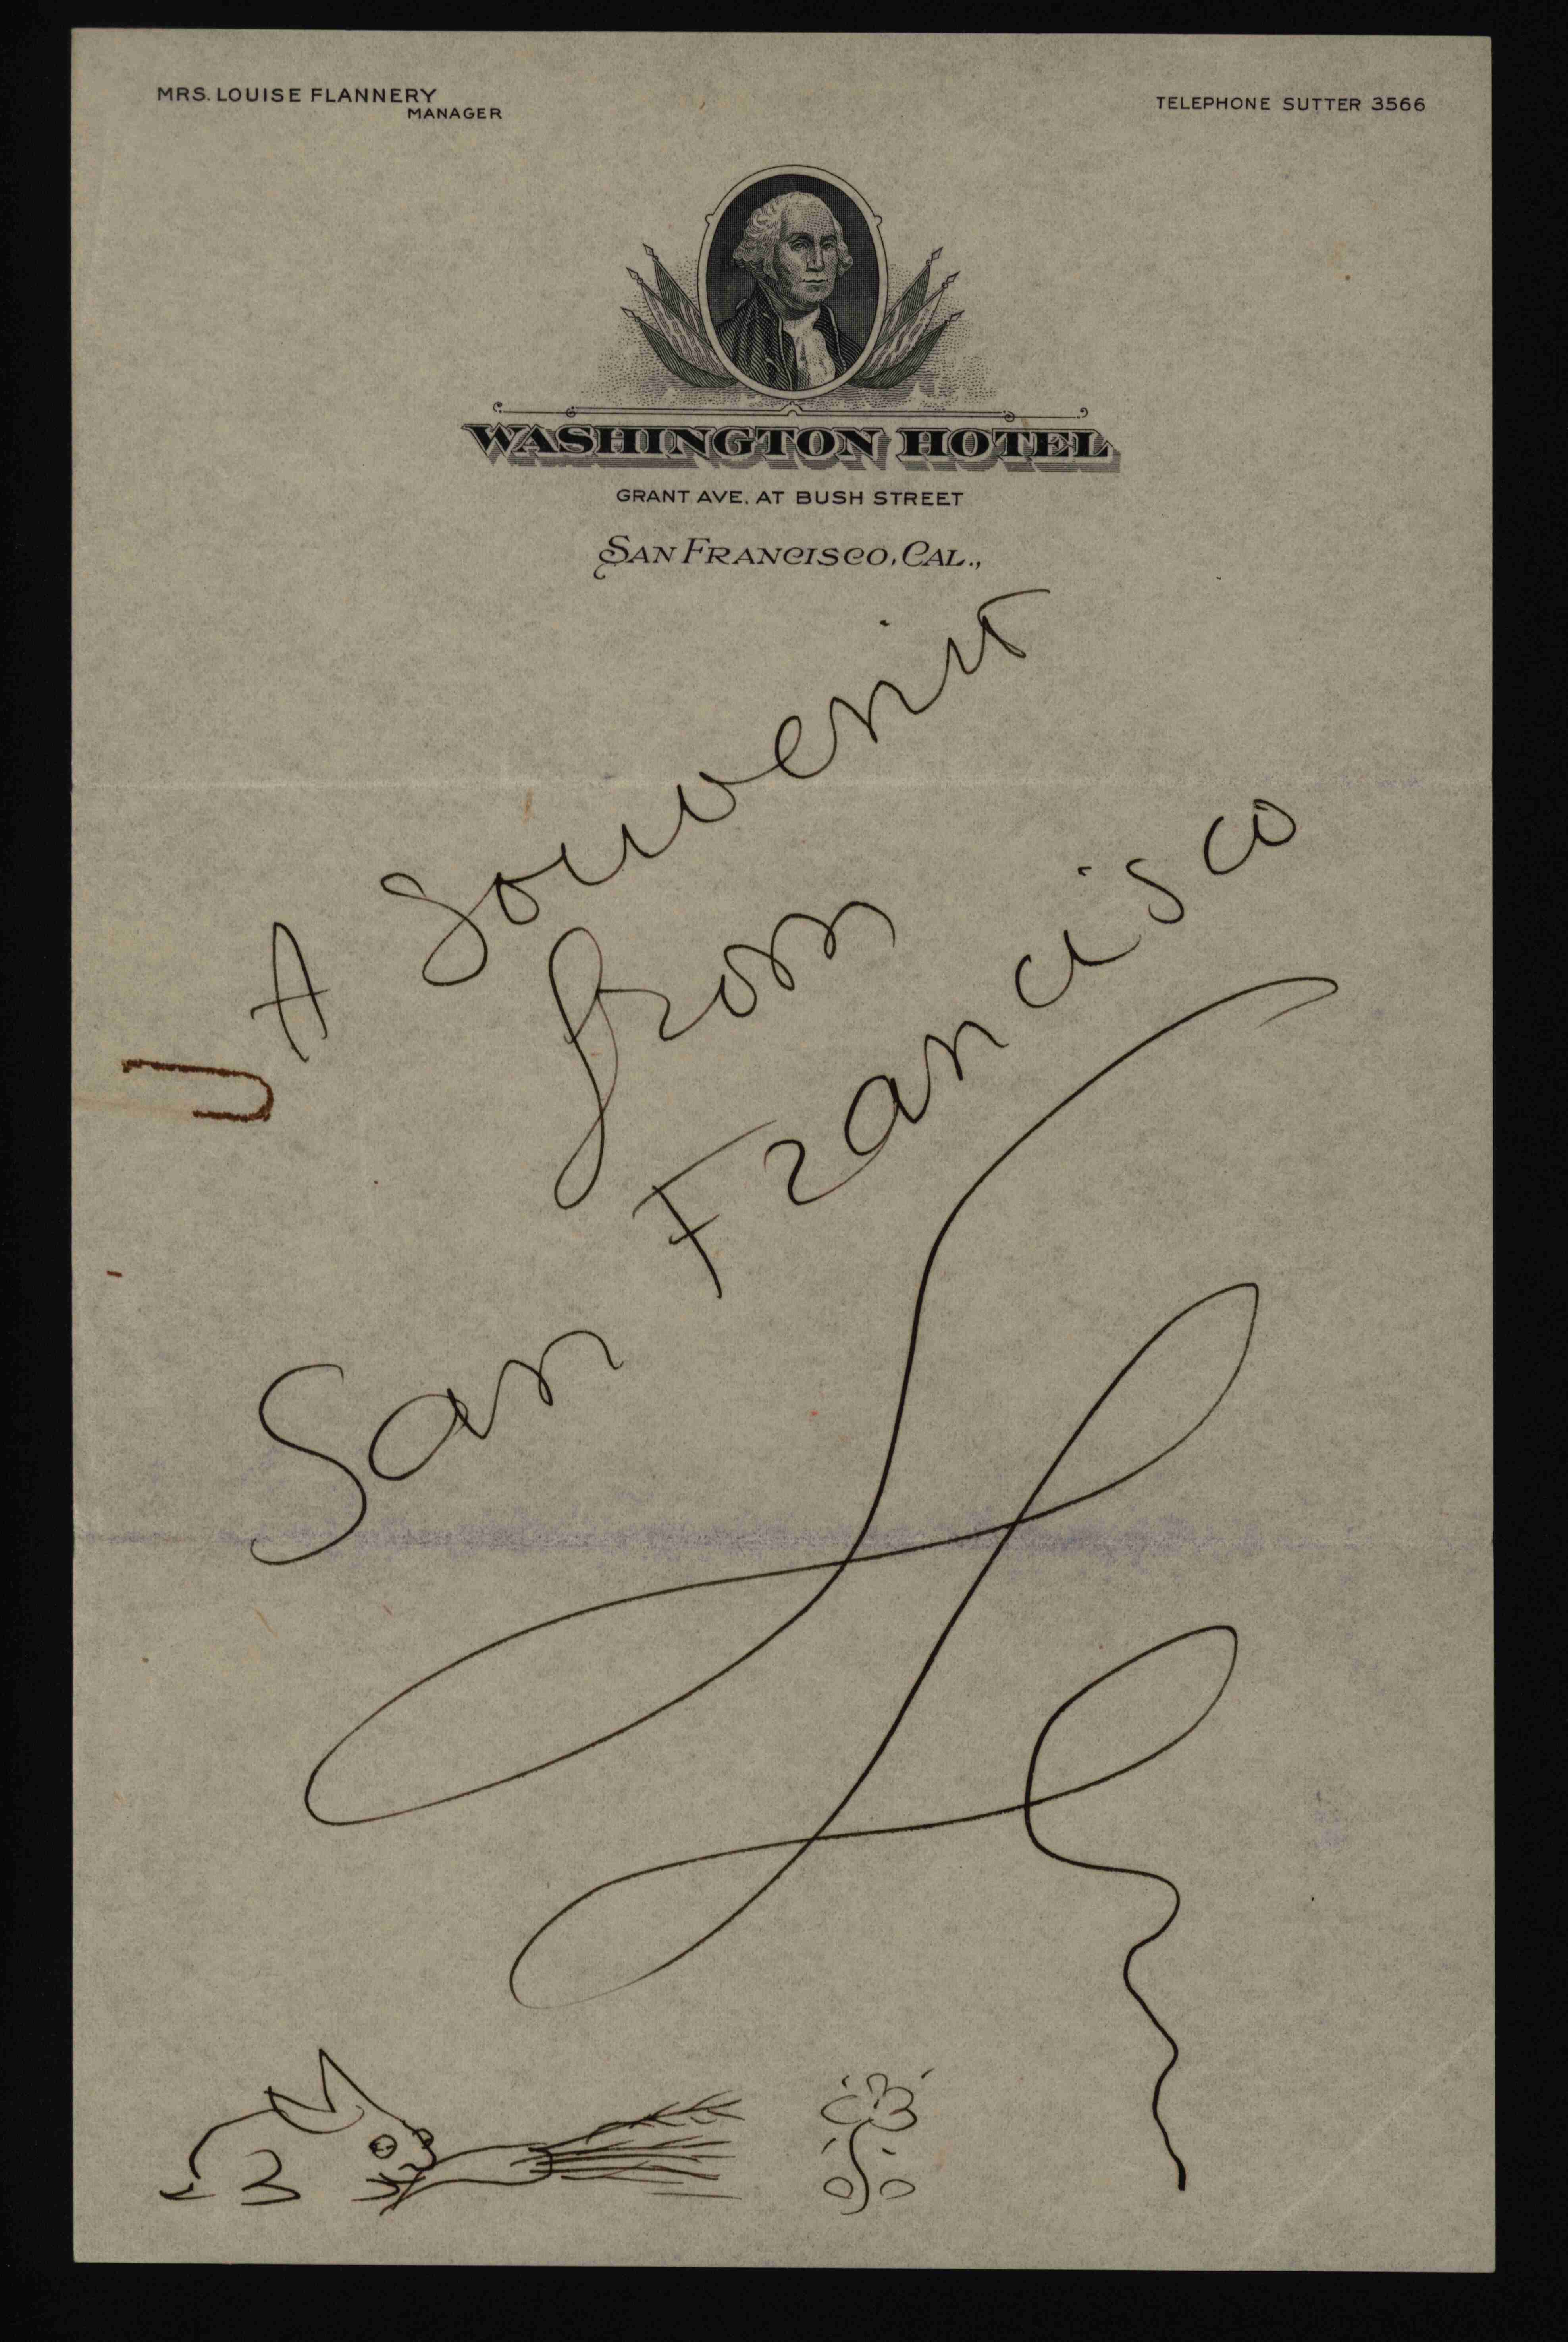 MRS. LOUISE FLANNERY
MANAGER
TELEPHONE SUTTER 3566
WASHINGTON HOTEL
GRANT AVE. AT BUSH STREET
SAN FRANCISCO, CAL.,
A Souvenir
from
San Francisco